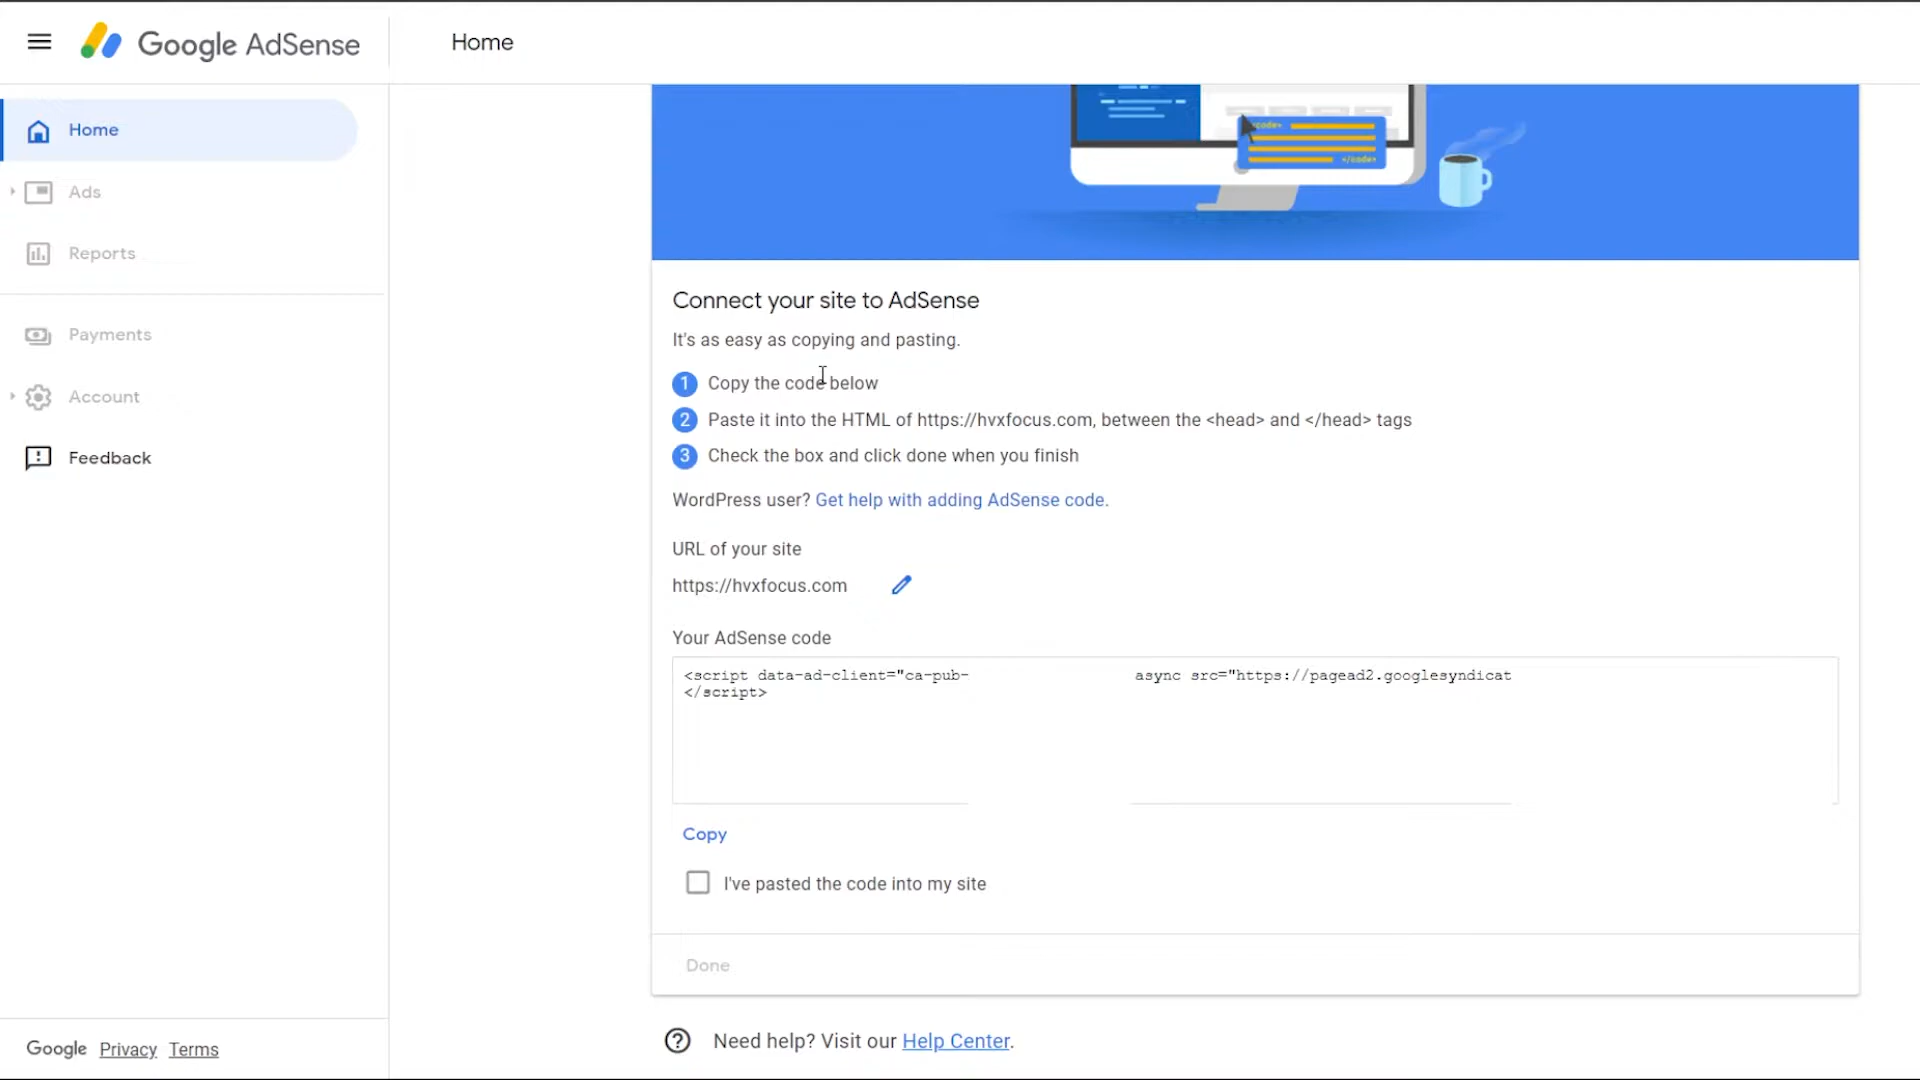 Google AdSense
Home
Home
Ads
Reports
Payments
Account
Feedback
<code>
</code>
Connect your site to AdSense
It's as easy as copying and pasting.
1 Copy the code below
2 Paste it into the HTML of https://hvxfocus.com, between the <head> and </head> tags
3 Check the box and click done when you finish
WordPress user? Get help with adding AdSense code.
URL of your site
https://hvxfocus.com
Your AdSense code
<script data-ad-client="ca-pub- async src="https://pagead2.googlesyndicat
</script>
Copy
I've pasted the code into my site
Done
Need help? Visit our Help Center.
Google Privacy Terms